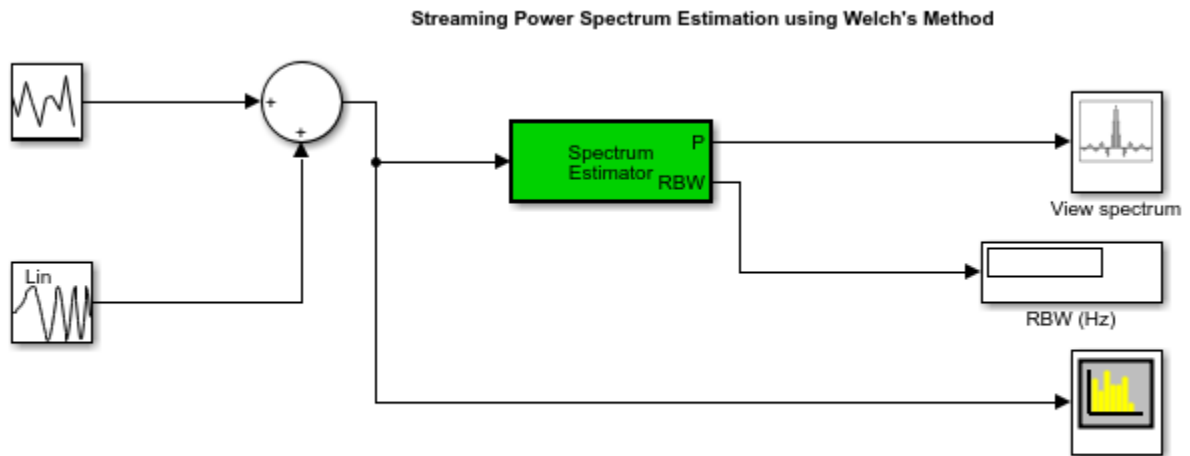 Streaming Power Spectrum Estimation using Welch's Method
+
+
Spectrum
Estimator
P
RBW
View spectrum
Lin
RBW (Hz)